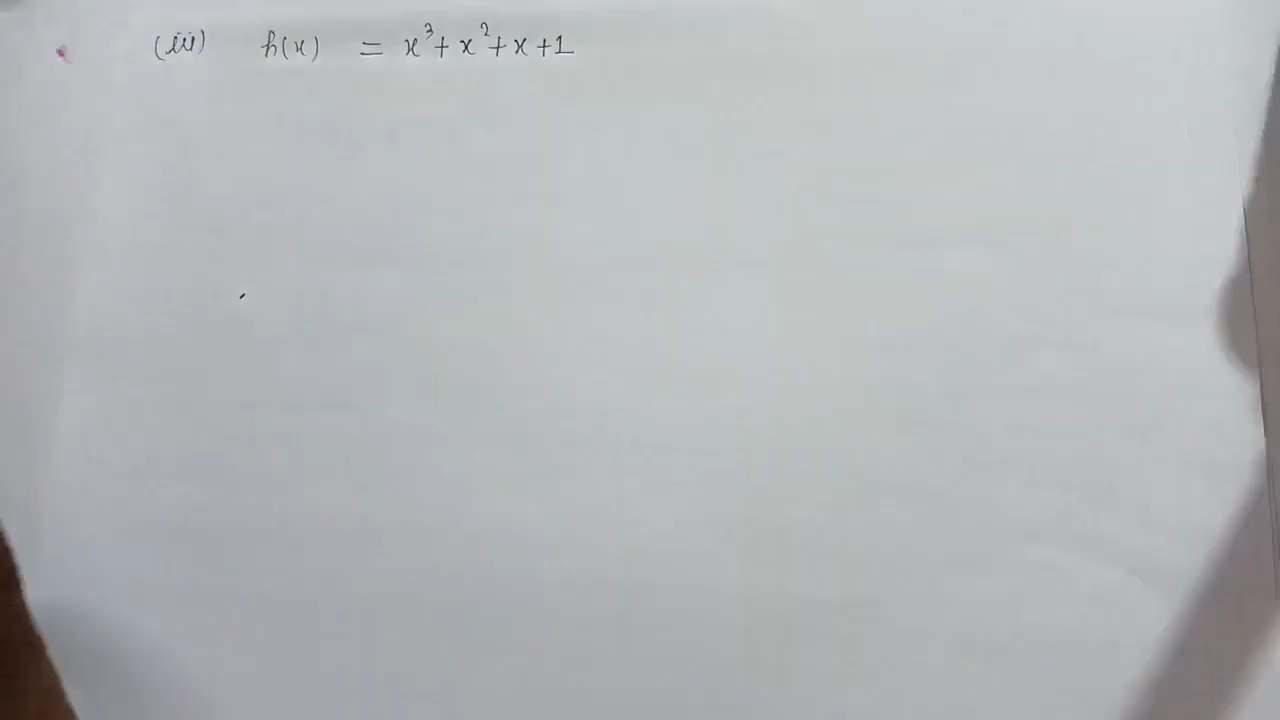 (iii) h(x) = x³ + x² + x + 1